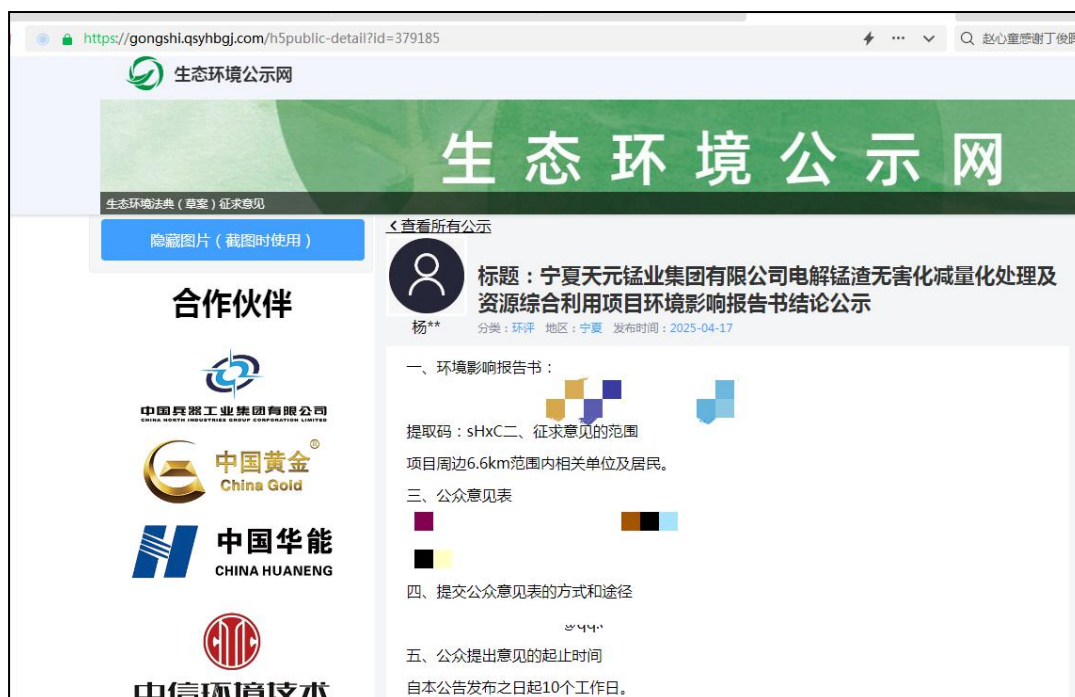 https://gongshi.qsyhbgj.com/h5public-detail?id=379185
赵心童感谢丁俊晖
生态环境公示网
生态环境公示网
生态环境法典（草案）征求意见
隐藏图片（截图时使用）
合作伙伴
中国兵器工业集团有限公司
CHINA NORTH INDUSTRIES GROUP CORPORATION LIMITED
中国黄金
China Gold
中国华能
CHINA HUANENG
中信环境技术
查看所有公示
杨**
标题：宁夏天元锰业集团有限公司电解锰渣无害化减量化处理及
资源综合利用项目环境影响报告书结论公示
分类：环评 地区：宁夏 发布时间：2025-04-17
一、环境影响报告书：
提取码：sHxC二、征求意见的范围
项目周边6.6km范围内相关单位及居民。
三、公众意见表
四、提交公众意见表的方式和途径
五、公众提出意见的起止时间
自本公告发布之日起10个工作日。